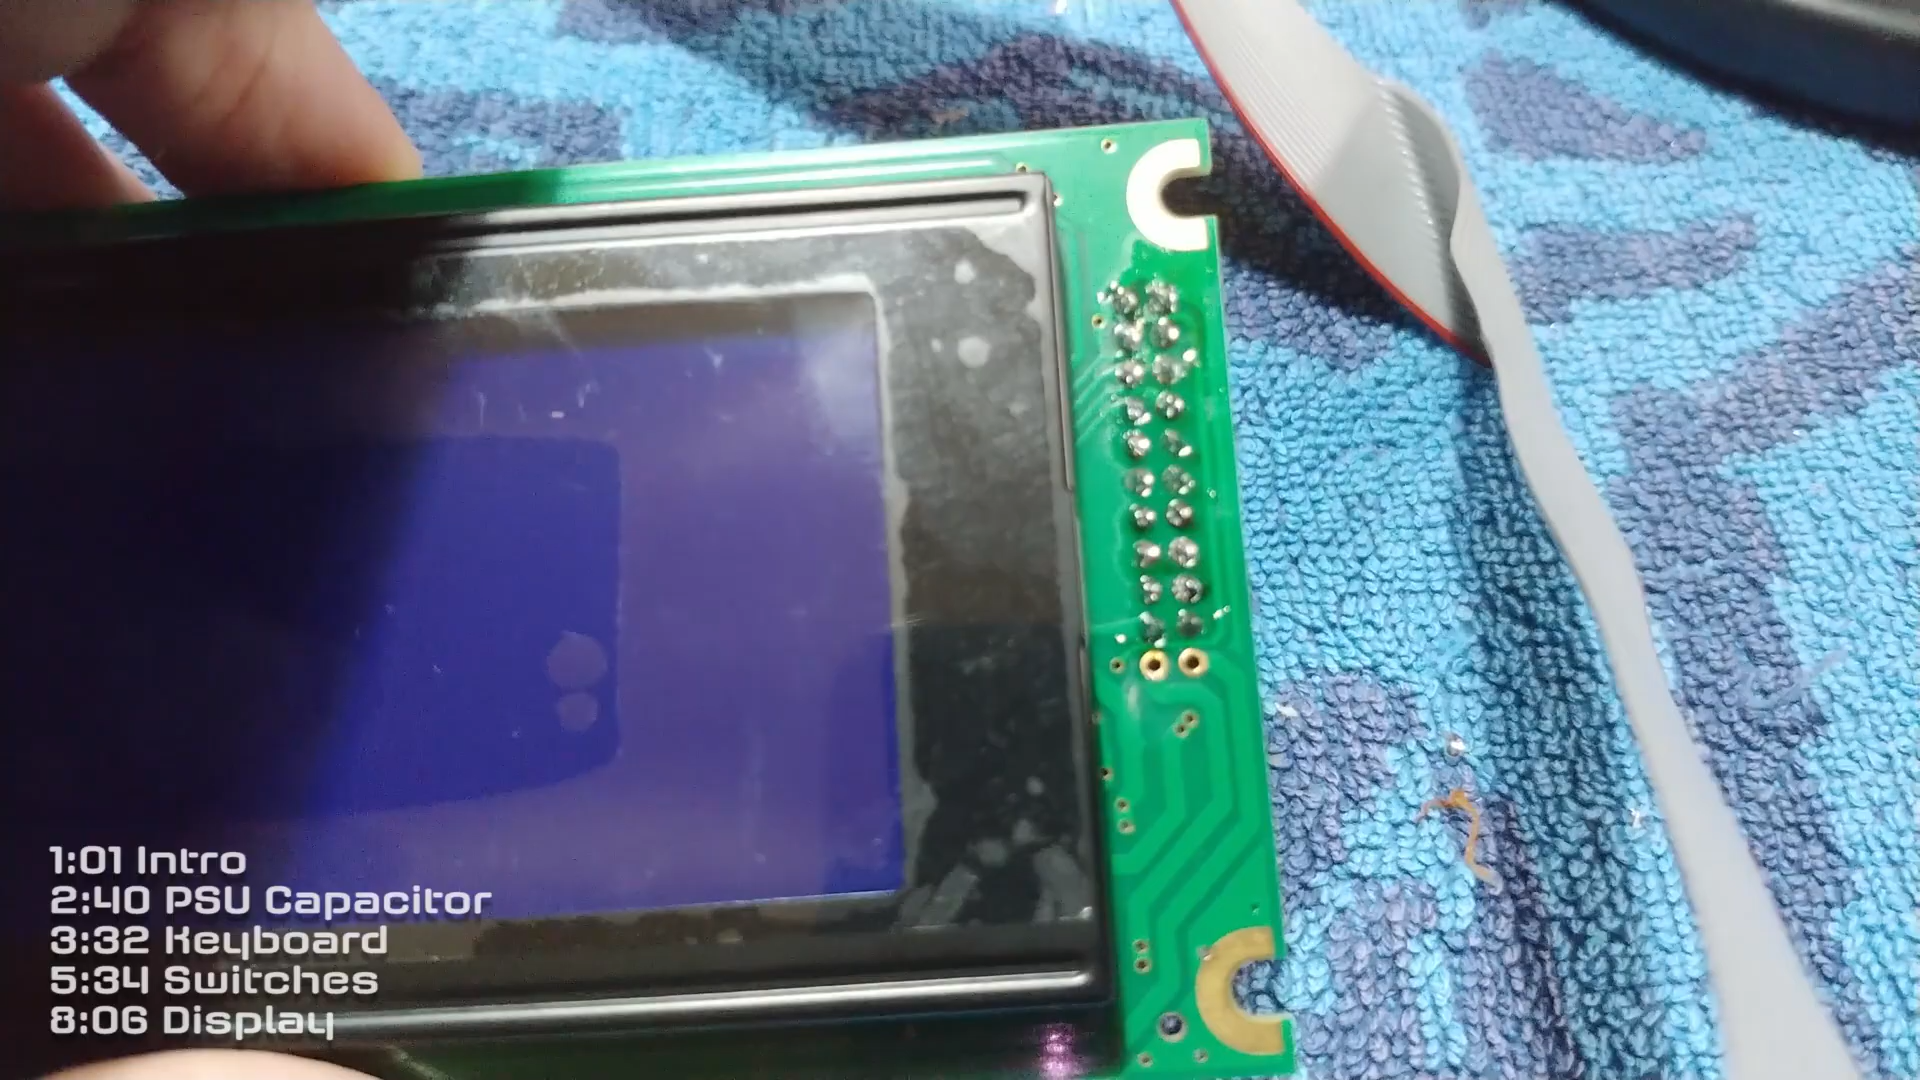 1:01 Intro
2:40 PSU Capacitor
3:32 Keyboard
5:34 Switches
8:06 Display